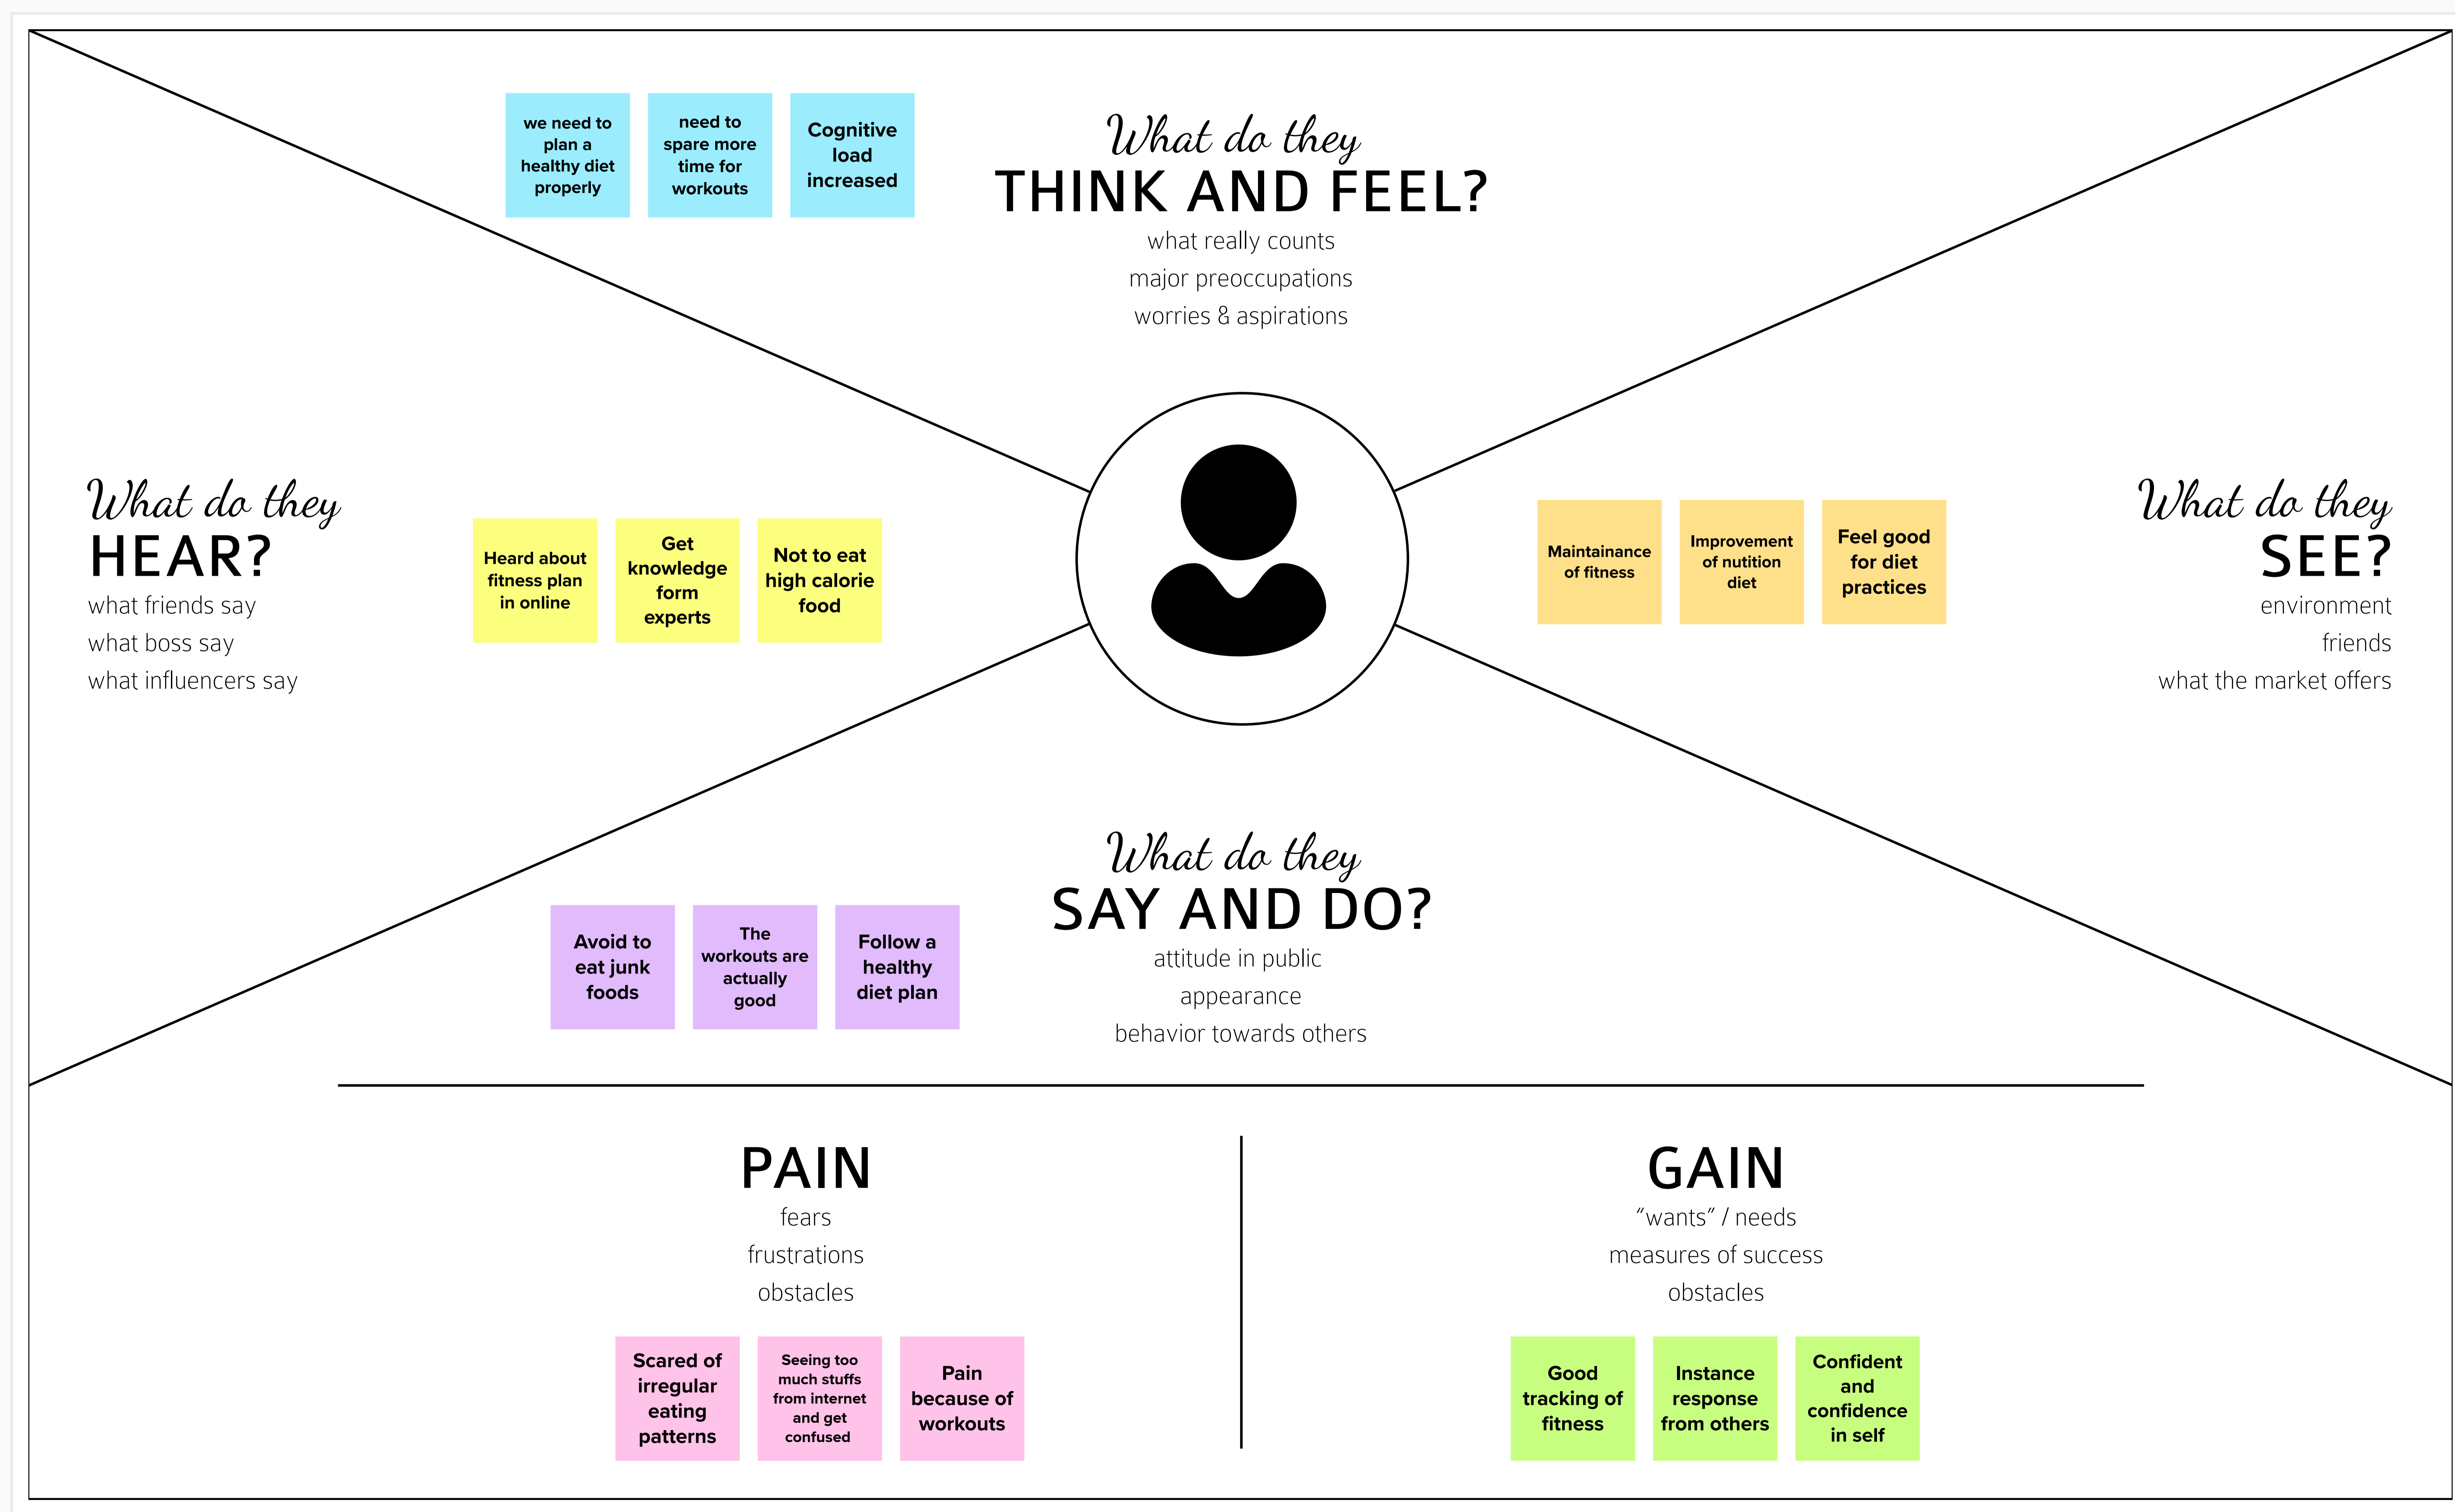 we need to
plan a
healthy diet
properly
need to
spare more
time for
workouts
Cognitive
load
increased
What do they
THINK AND FEEL?
what really counts
major preoccupations
worries & aspirations
What do they
HEAR?
what friends say
what boss say
what influencers say
Heard about
fitness plan
in online
Get
knowledge
form
experts
Not to eat
high calorie
food
Maintainance
of fitness
Improvement
of nutition
diet
Feel good
for diet
practices
What do they
SEE?
environment
friends
what the market offers
What do they
SAY AND DO?
attitude in public
appearance
behavior towards others
Avoid to
eat junk
foods
The
workouts are
actually
good
Follow a
healthy
diet plan
PAIN
fears
frustrations
obstacles
Scared of
irregular
eating
patterns
Seeing too
much stuffs
from internet
and get
confused
Pain
because of
workouts
GAIN
“wants” / needs
measures of success
obstacles
Good
tracking of
fitness
Instance
response
from others
Confident
and
confidence
in self